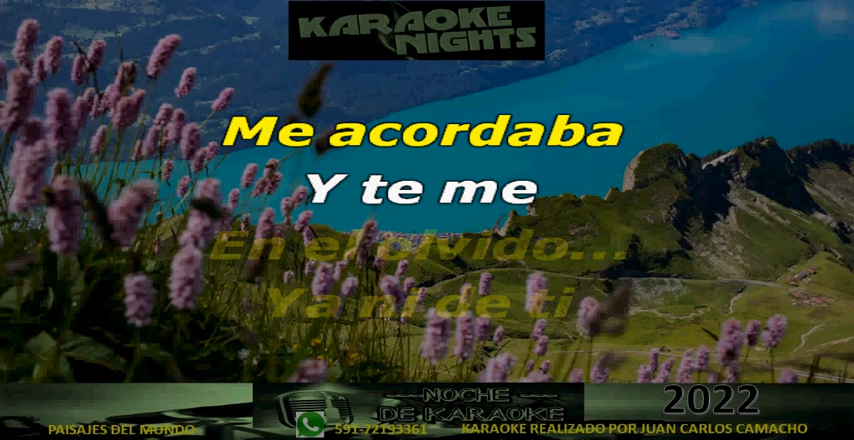 KARAOKE
NIGHTS
Me acordaba
Y te me
En el olvido...
Ya ni de ti
NOCHE
DE KARAOKE
2022
PAISAJES DEL MUNDO
591-72193361
KARAOKE REALIZADO POR JUAN CARLOS CAMACHO